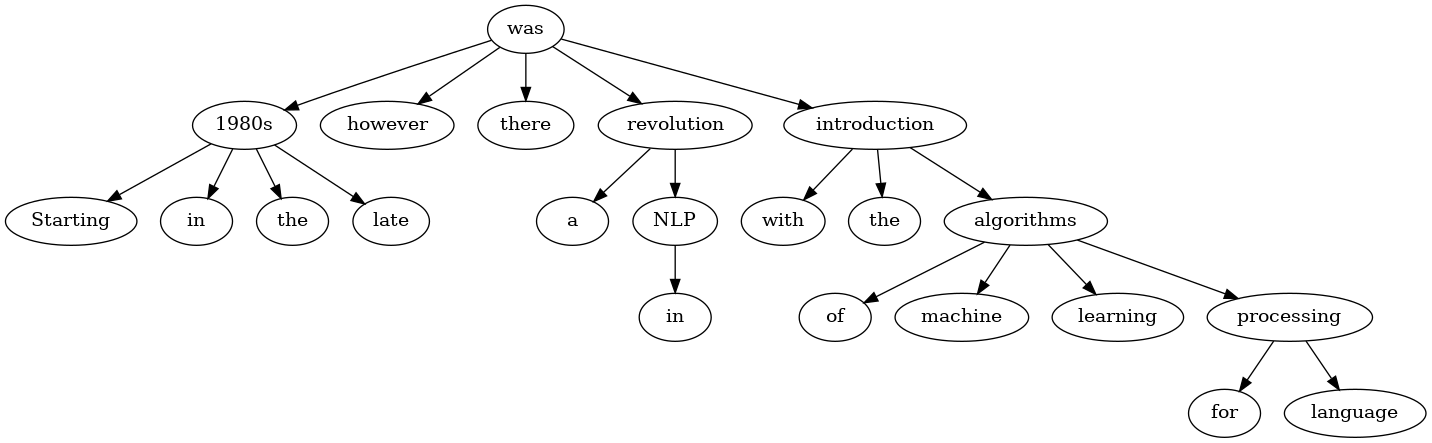 was
1980s however there revolution introduction
Starting in the late a NLP with the algorithms
in of machine learning processing
for language